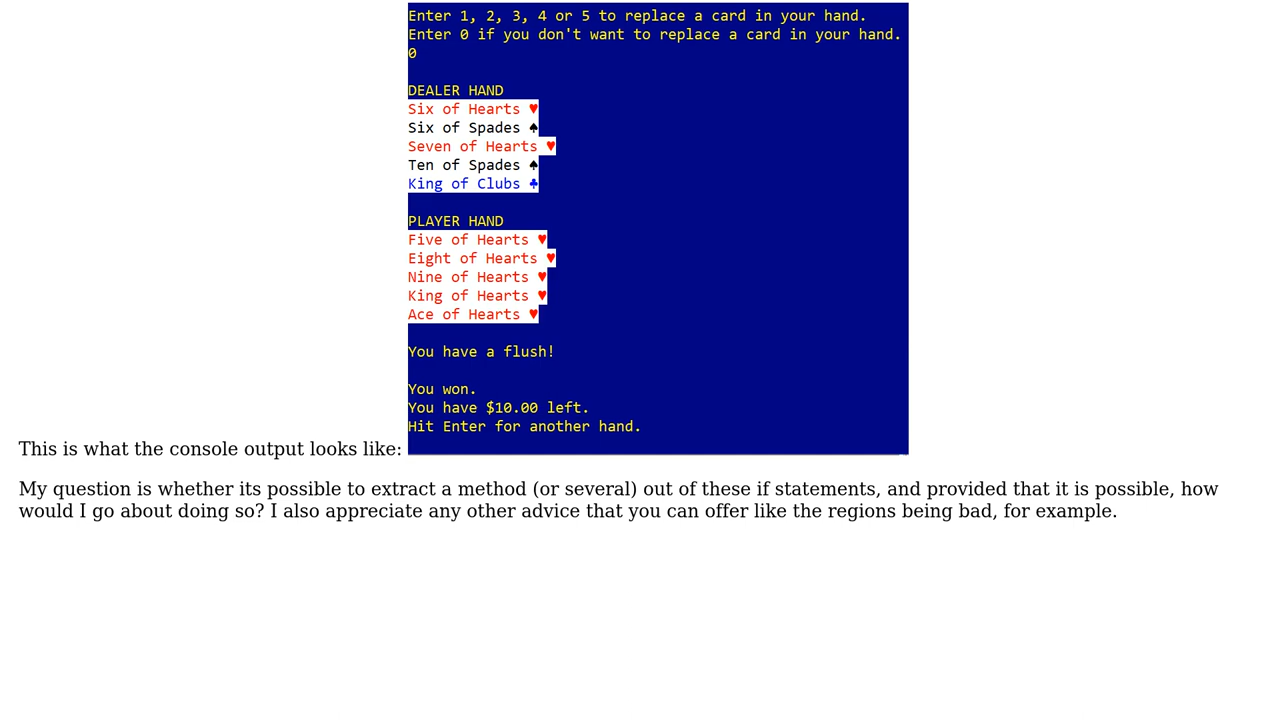 Enter 1, 2, 3, 4 or 5 to replace a card in your hand.
Enter 0 if you don't want to replace a card in your hand.
0
DEALER HAND
Six of Hearts ♥
Six of Spades ♠
Seven of Hearts ♥
Ten of Spades ♠
King of Clubs ♣
PLAYER HAND
Five of Hearts ♥
Eight of Hearts ♥
Nine of Hearts ♥
King of Hearts ♥
Ace of Hearts ♥
You have a flush!
You won.
You have $10.00 left.
Hit Enter for another hand.
This is what the console output looks like:
My question is whether its possible to extract a method (or several) out of these if statements, and provided that it is possible, how
would I go about doing so? I also appreciate any other advice that you can offer like the regions being bad, for example.